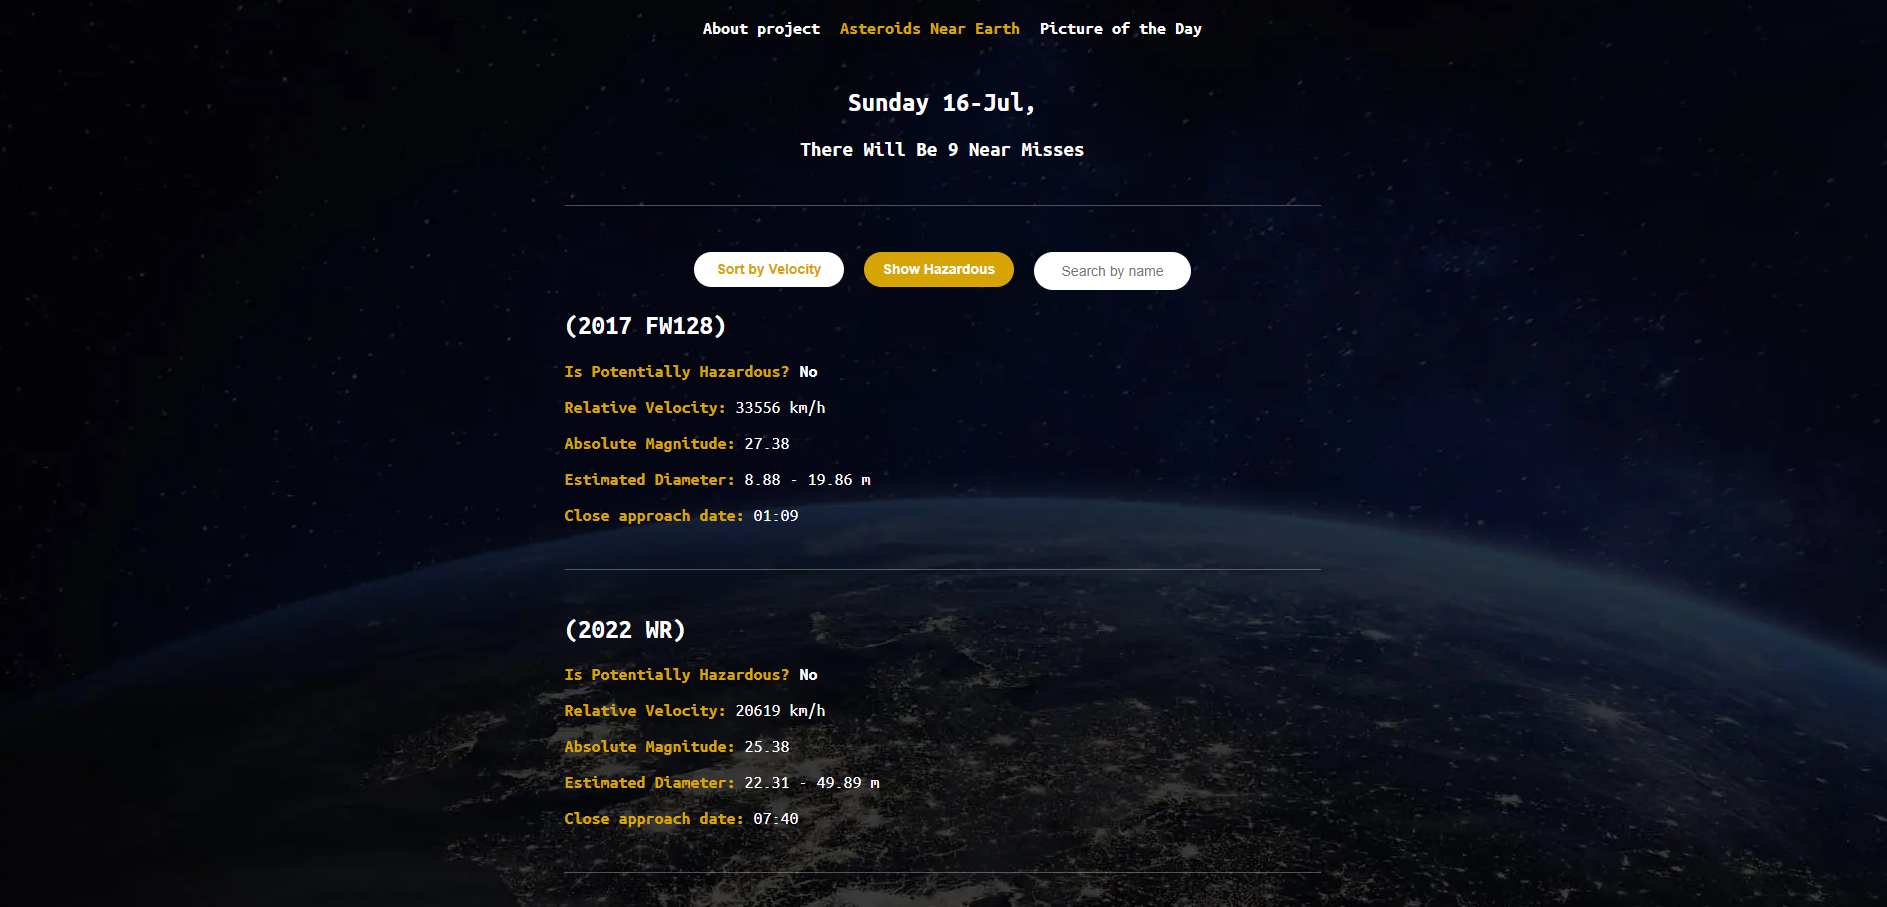 About project Asteroids Near Earth Picture of the Day
Sunday 16-Jul,
There Will Be 9 Near Misses
Sort by Velocity Show Hazardous Search by name
(2017 FW128)
Is Potentially Hazardous? No
Relative Velocity: 33556 km/h
Absolute Magnitude: 27.38
Estimated Diameter: 8.88 - 19.86 m
Close approach date: 01:09
(2022 WR)
Is Potentially Hazardous? No
Relative Velocity: 20619 km/h
Absolute Magnitude: 25.38
Estimated Diameter: 22.31 - 49.89 m
Close approach date: 07:40